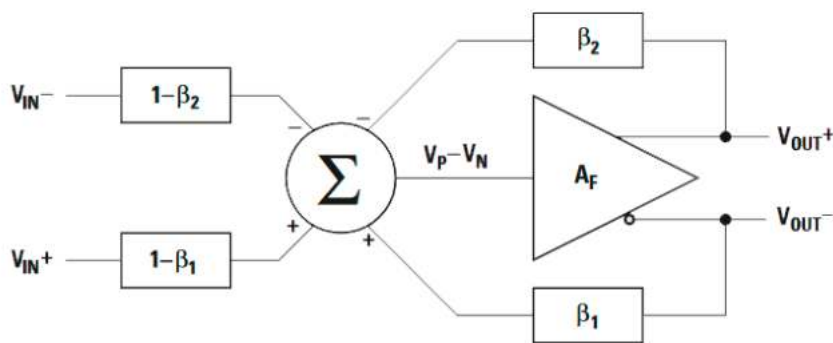 β₂
V_IN−
1−β₂
−
−
Σ
V_P−V_N
A_F
V_OUT+
V_OUT−
V_IN+
1−β₁
+
+
β₁